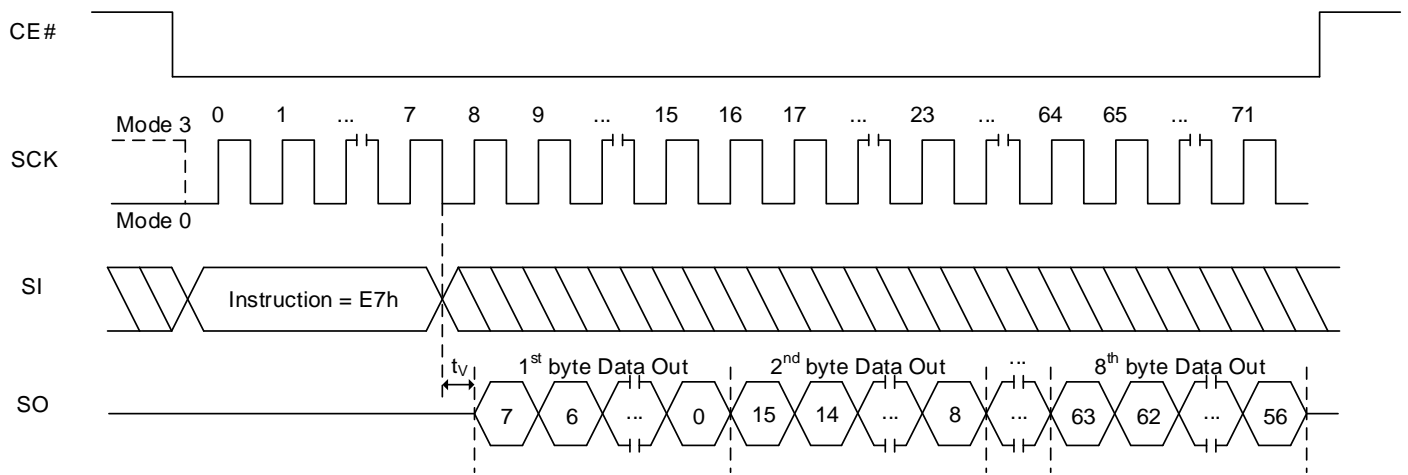 CE#
0 1 ... 7 8 9 ... 15 16 17 ... 23 ... 64 65 ... 71
Mode 3
SCK
Mode 0
SI
Instruction = E7h
tV 1st byte Data Out 2nd byte Data Out ... 8th byte Data Out
SO
7 6 ... 0 15 14 ... 8 ... 63 62 ... 56